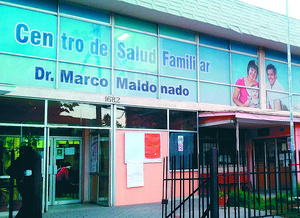 Centro de Salud Familiar
Dr. Marco Maldonado
1682